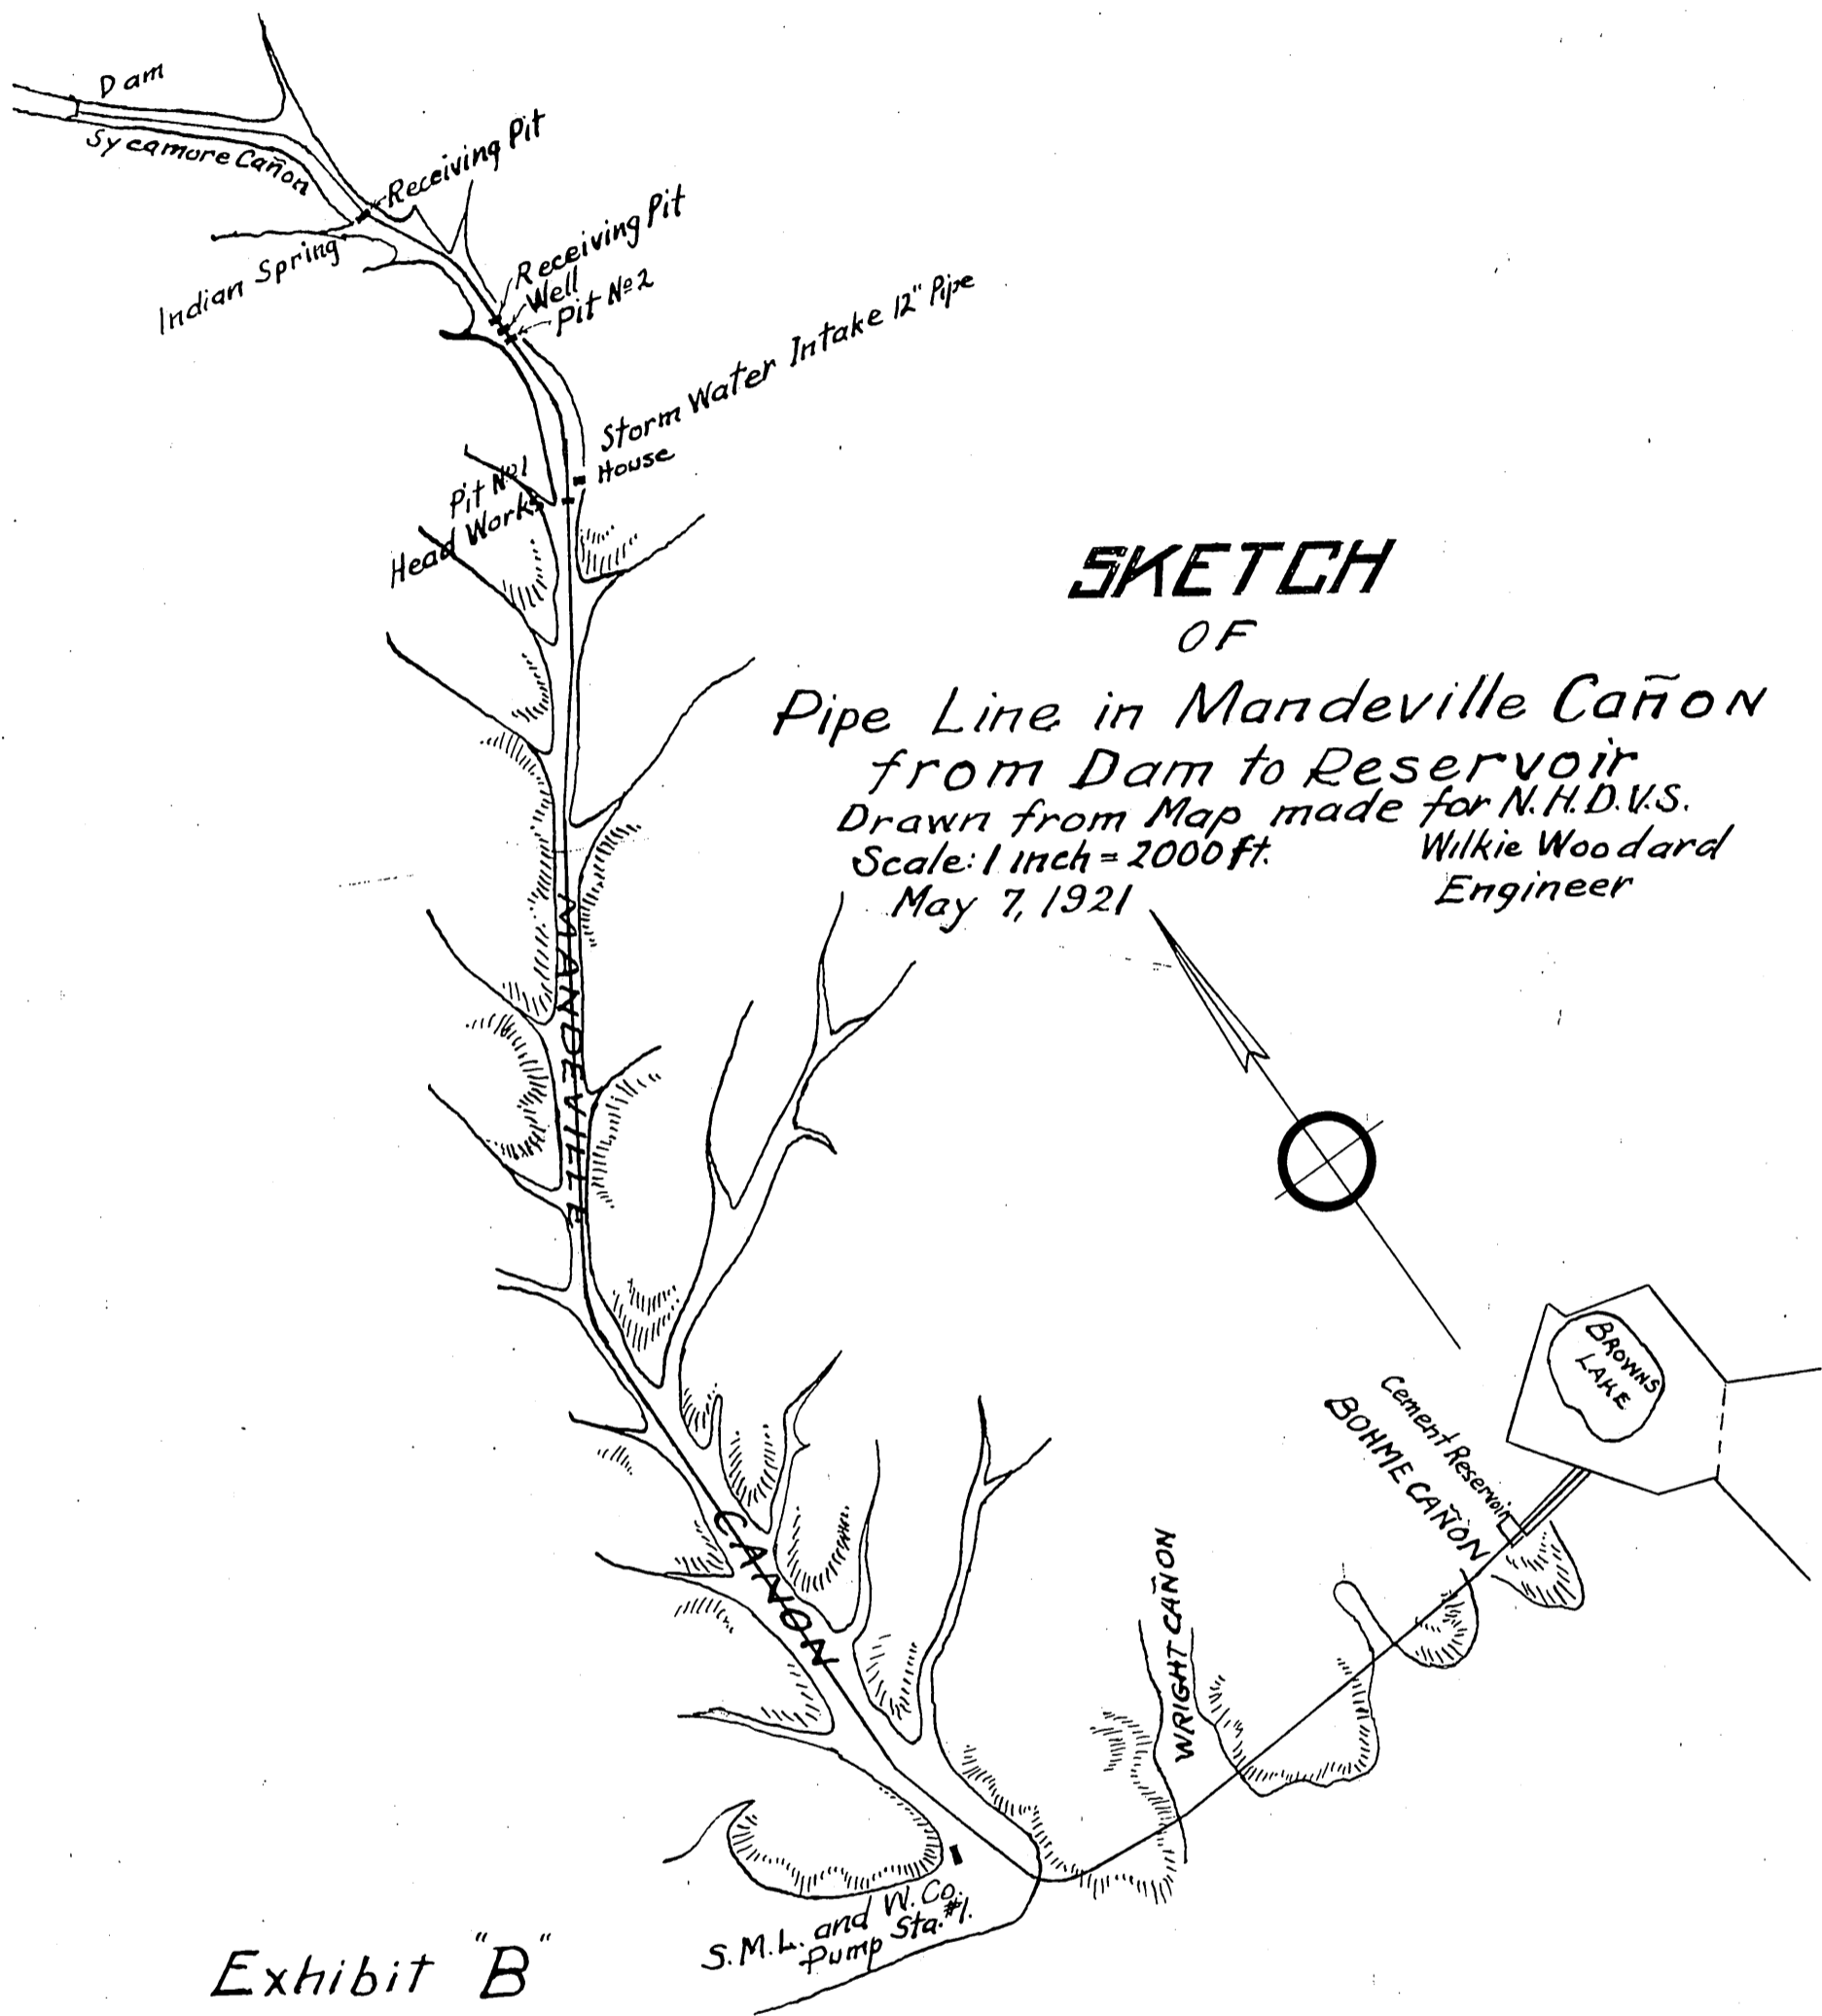 Dam
Sycamore Cañon
Receiving Pit
Indian Spring
Receiving Pit
Well
Pit № 2
Storm Water Intake 12" Pipe
House
Pit № 1
Head Works
SKETCH
OF
Pipe Line in Mandeville Cañon
from Dam to Reservoir
Drawn from Map made for N.H.D.V.S.
Scale: 1 inch = 2000 ft.
Wilkie Woodard
May 7, 1921
Engineer
MANDEVILLE
CANON
BROWNS
LAKE
Cement Reservoir
BOHME CAÑON
WRIGHT CAÑON
S.M.L. and W. Co.
Pump Sta. #1.
Exhibit "B"